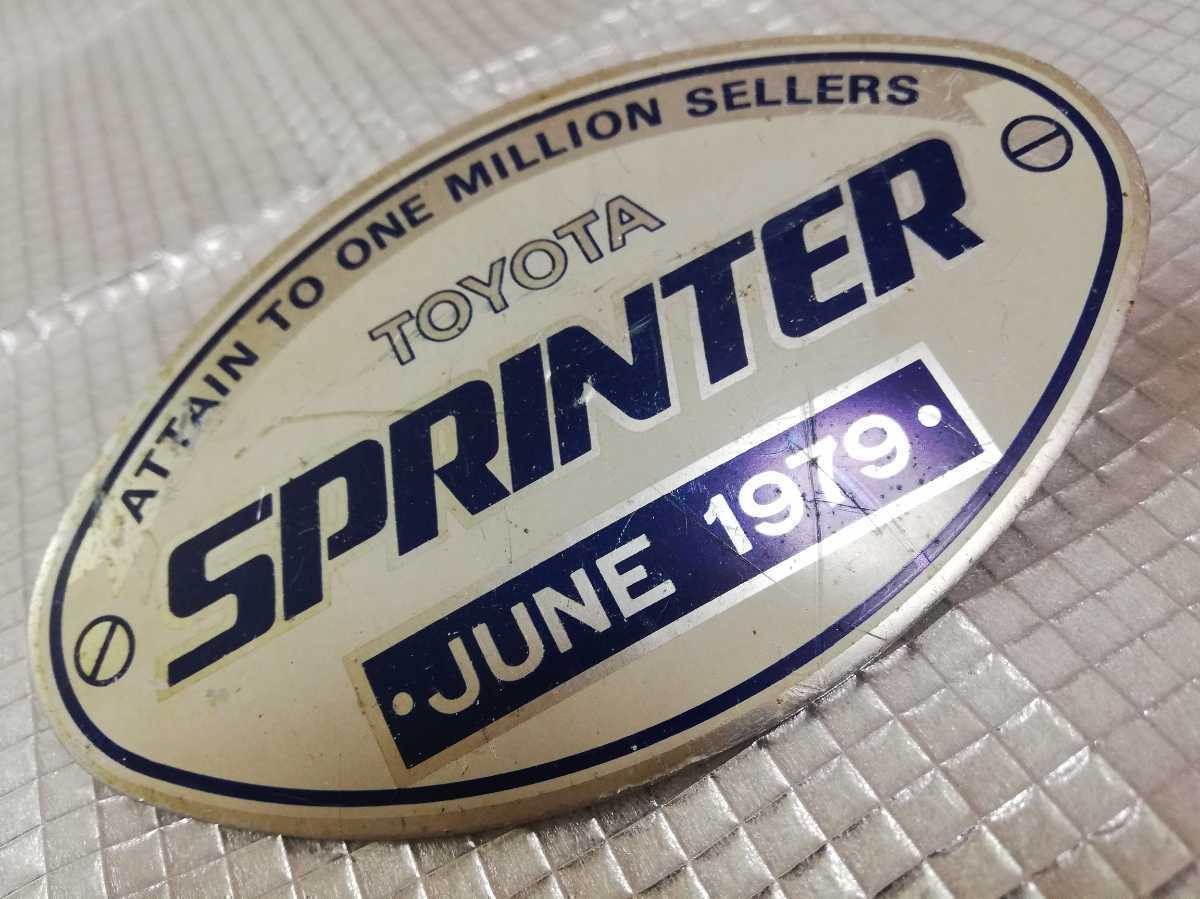 ATTAIN TO ONE MILLION SELLERS
TOYOTA
SPRINTER
·JUNE 1979·